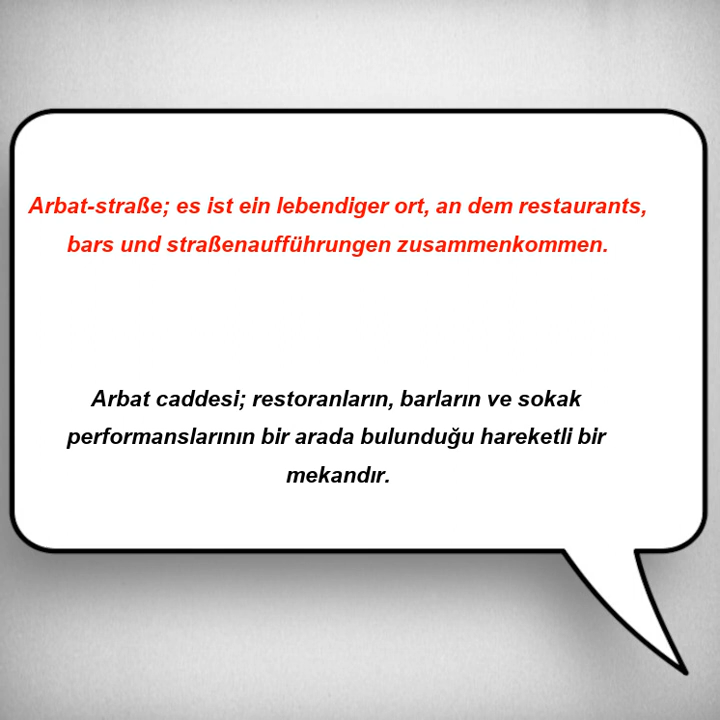 Arbat-straße; es ist ein lebendiger ort, an dem restaurants,
bars und straßenaufführungen zusammenkommen.
Arbat caddesi; restoranların, barların ve sokak
performanslarının bir arada bulunduğu hareketli bir
mekandır.